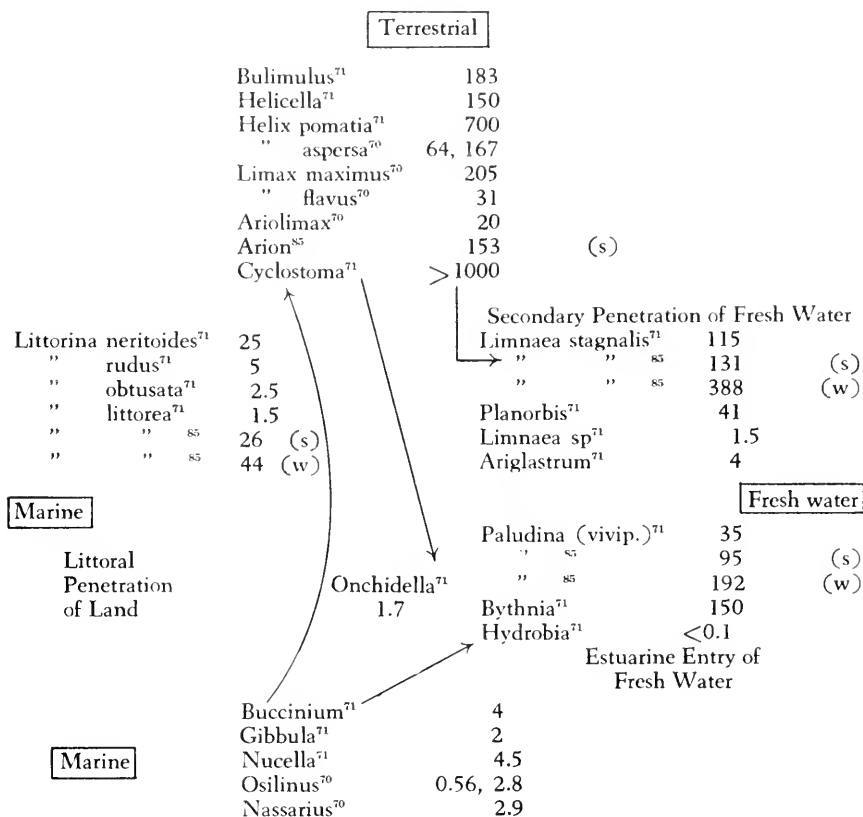 Terrestrial
Bulimulus⁷¹ 183
Helicella⁷¹ 150
Helix pomatia⁷¹ 700
" aspersa⁷⁰ 64, 167
Limax maximus⁷⁰ 205
" flavus⁷⁰ 31
Ariolimax⁷⁰ 20
Arion⁸⁵ 153 (s)
Cyclostoma⁷¹ >1000
Littorina neritoides⁷¹ 25
" rudus⁷¹ 5
" obtusata⁷¹ 2.5
" littorea⁷¹ 1.5
" " ⁸⁵ 26 (s)
" " ⁸⁵ 44 (w)
Secondary Penetration of Fresh Water
Limnaea stagnalis⁷¹ 115
" " ⁸⁵ 131 (s)
" " ⁸⁵ 388 (w)
Planorbis⁷¹ 41
Limnaea sp⁷¹ 1.5
Ariglastrum⁷¹ 4
Marine
Fresh water
Littoral
Penetration
of Land
Onchidella⁷¹
1.7
Paludina (vivip.)⁷¹ 35
" ⁸⁵ 95 (s)
" ⁸⁵ 192 (w)
Bythnia⁷¹ 150
Hydrobia⁷¹ <0.1
Estuarine Entry of
Fresh Water
Buccinium⁷¹ 4
Gibbula⁷¹ 2
Nucella⁷¹ 4.5
Osilinus⁷⁰ 0.56, 2.8
Nassarius⁷⁰ 2.9
Marine